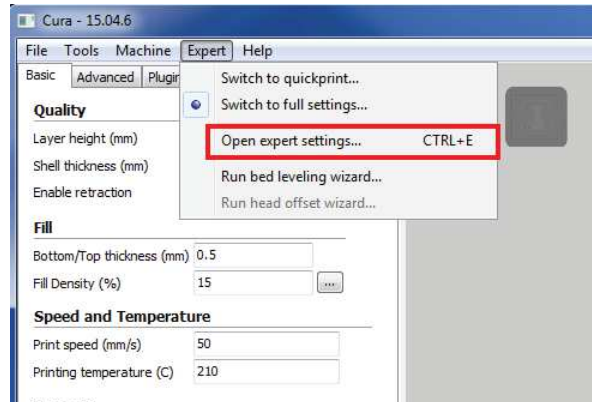 Cura - 15.04.6
File Tools Machine Expert Help
Basic Advanced Plugin
Switch to quickprint...
Switch to full settings...
Open expert settings... CTRL+E
Run bed leveling wizard...
Run head offset wizard...
Quality
Layer height (mm)
Shell thickness (mm)
Enable retraction
Fill
Bottom/Top thickness (mm) 0.5
Fill Density (%) 15 ...
Speed and Temperature
Print speed (mm/s) 50
Printing temperature (C) 210